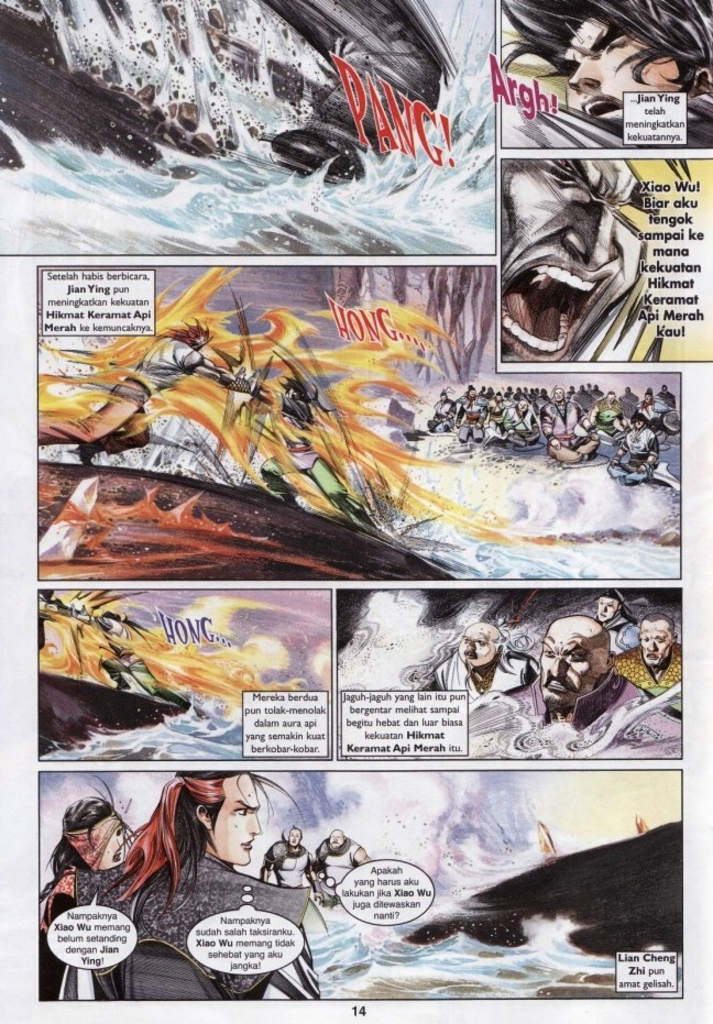 PANG!
Argh!
...Jian Ying
telah
meningkatkan
kekuatannya.
Xiao Wu!
Biar aku
tengok
sampai ke
mana
kekuatan
Hikmat
Keramat
Api Merah
kau!
Setelah habis berbicara,
Jian Ying pun
meningkatkan kekuatan
Hikmat Keramat Api
Merah ke kemuncaknya.
HONG....
HONG...
Mereka berdua
pun tolak-menolak
dalam aura api
yang semakin kuat
berkobar-kobar.
Jaguh-jaguh yang lain itu pun
bergentar melihat sampai
begitu hebat dan luar biasa
kekuatan Hikmat
Keramat Api Merah itu.
Nampaknya
Xiao Wu memang
belum setanding
dengan Jian
Ying!
Nampaknya
sudah salah taksiranku.
Xiao Wu memang tidak
sehebat yang aku
jangka!
Apakah
yang harus aku
lakukan jika Xiao Wu
juga ditewaskan
nanti?
Lian Cheng
Zhi pun
amat gelisah.
14